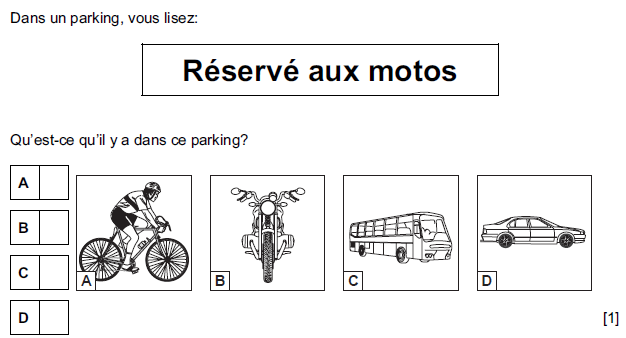 Dans un parking, vous lisez:
Réservé aux motos
Qu'est-ce qu'il y a dans ce parking?
A
B
C
D
A
B
C
D
[1]